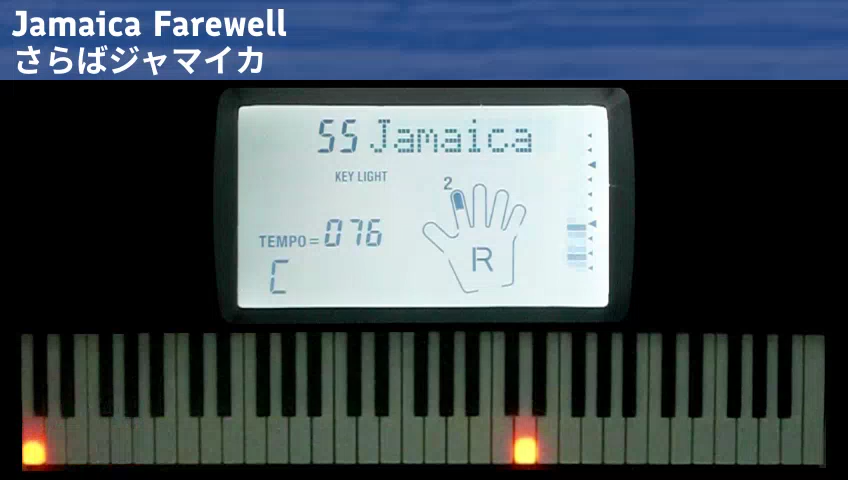 Jamaica Farewell
さらばジャマイカ
55 Jamaica
KEY LIGHT
2
TEMPO = 076
R
C